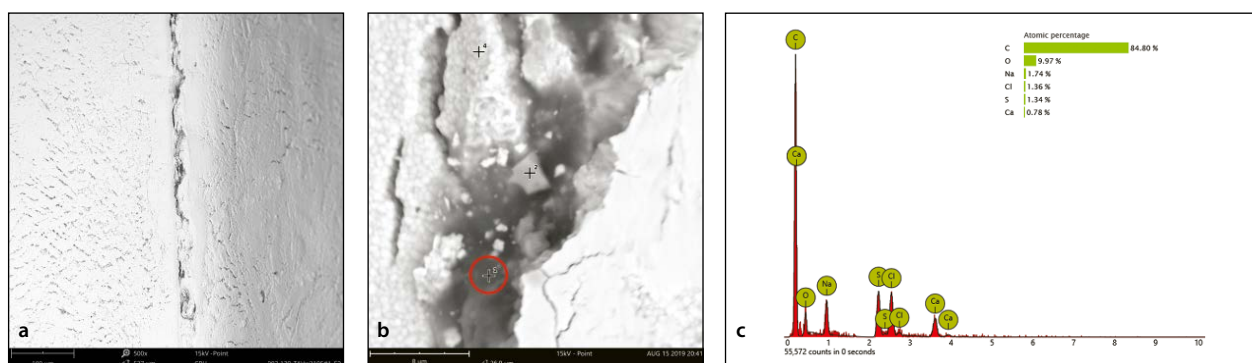 a
500x
15kV - Point
b
4
2
8 µm
15kV - Point
AUG 15 2019 20:41
c
C
Ca
O
Na
S
Cl
S
Cl
Ca
Ca
0
1
2
3
4
5
6
7
8
9
10
55,572 counts in 0 seconds
Atomic percentage
C 84.80 %
O 9.97 %
Na 1.74 %
Cl 1.36 %
S 1.34 %
Ca 0.78 %